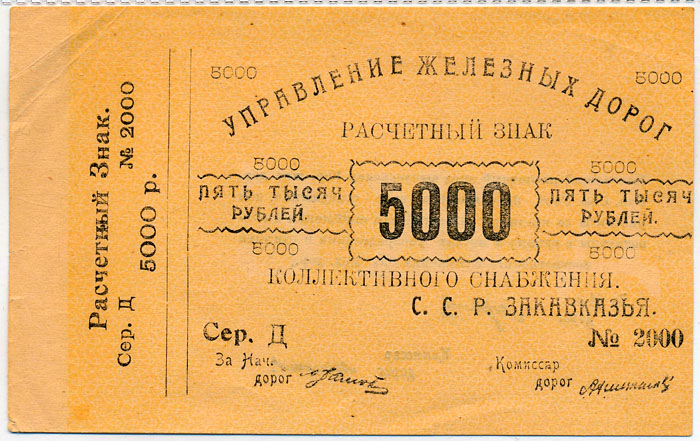 Расчетный Знак.
№ 2000
Сер. Д 5000 р.
5000 5000
УПРАВЛЕНИЕ ЖЕЛЕЗНЫХ ДОРОГ
РАСЧЕТНЫЙ ЗНАК
5000 5000
ПЯТЬ ТЫСЯЧ 5000 ПЯТЬ ТЫСЯЧ
РУБЛЕЙ. РУБЛЕЙ.
5000 5000
КОЛЛЕКТИВНОГО СНАБЖЕНИЯ.
С. С. Р. ЗАКАВКАЗЬЯ.
Сер. Д № 2000
За Нач. Комиссар
дорог дорог